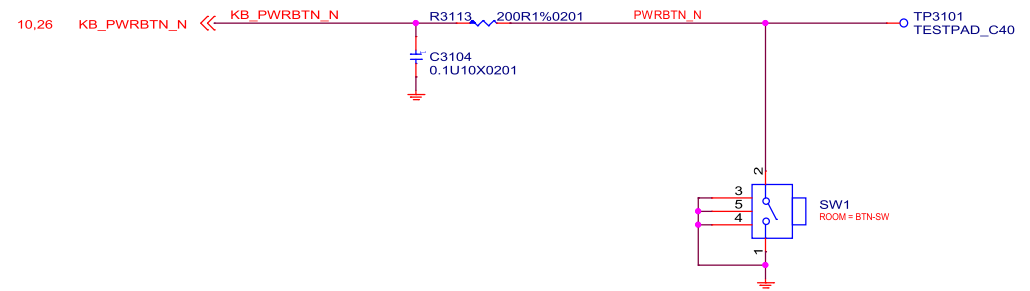 10,26 KB_PWRBTN_N
KB_PWRBTN_N
R3113 200R1%0201
PWRBTN_N
TP3101
TESTPAD_C40
C3104
0.1U10X0201
1
2
3
5
4
1
SW1
ROOM = BTN-SW